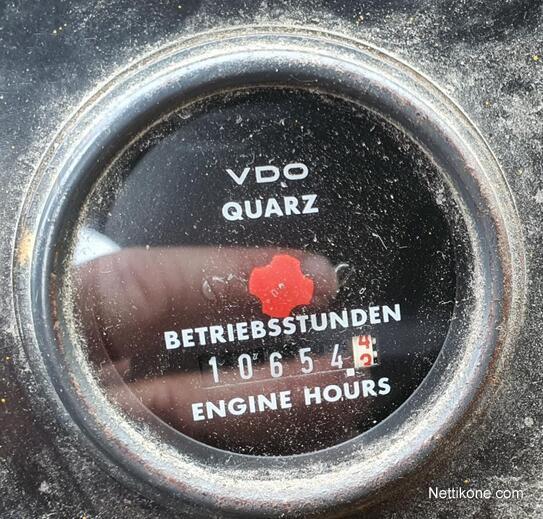 VDO
QUARZ
BETRIEBSSTUNDEN
10654.
ENGINE HOURS
Nettikone.com